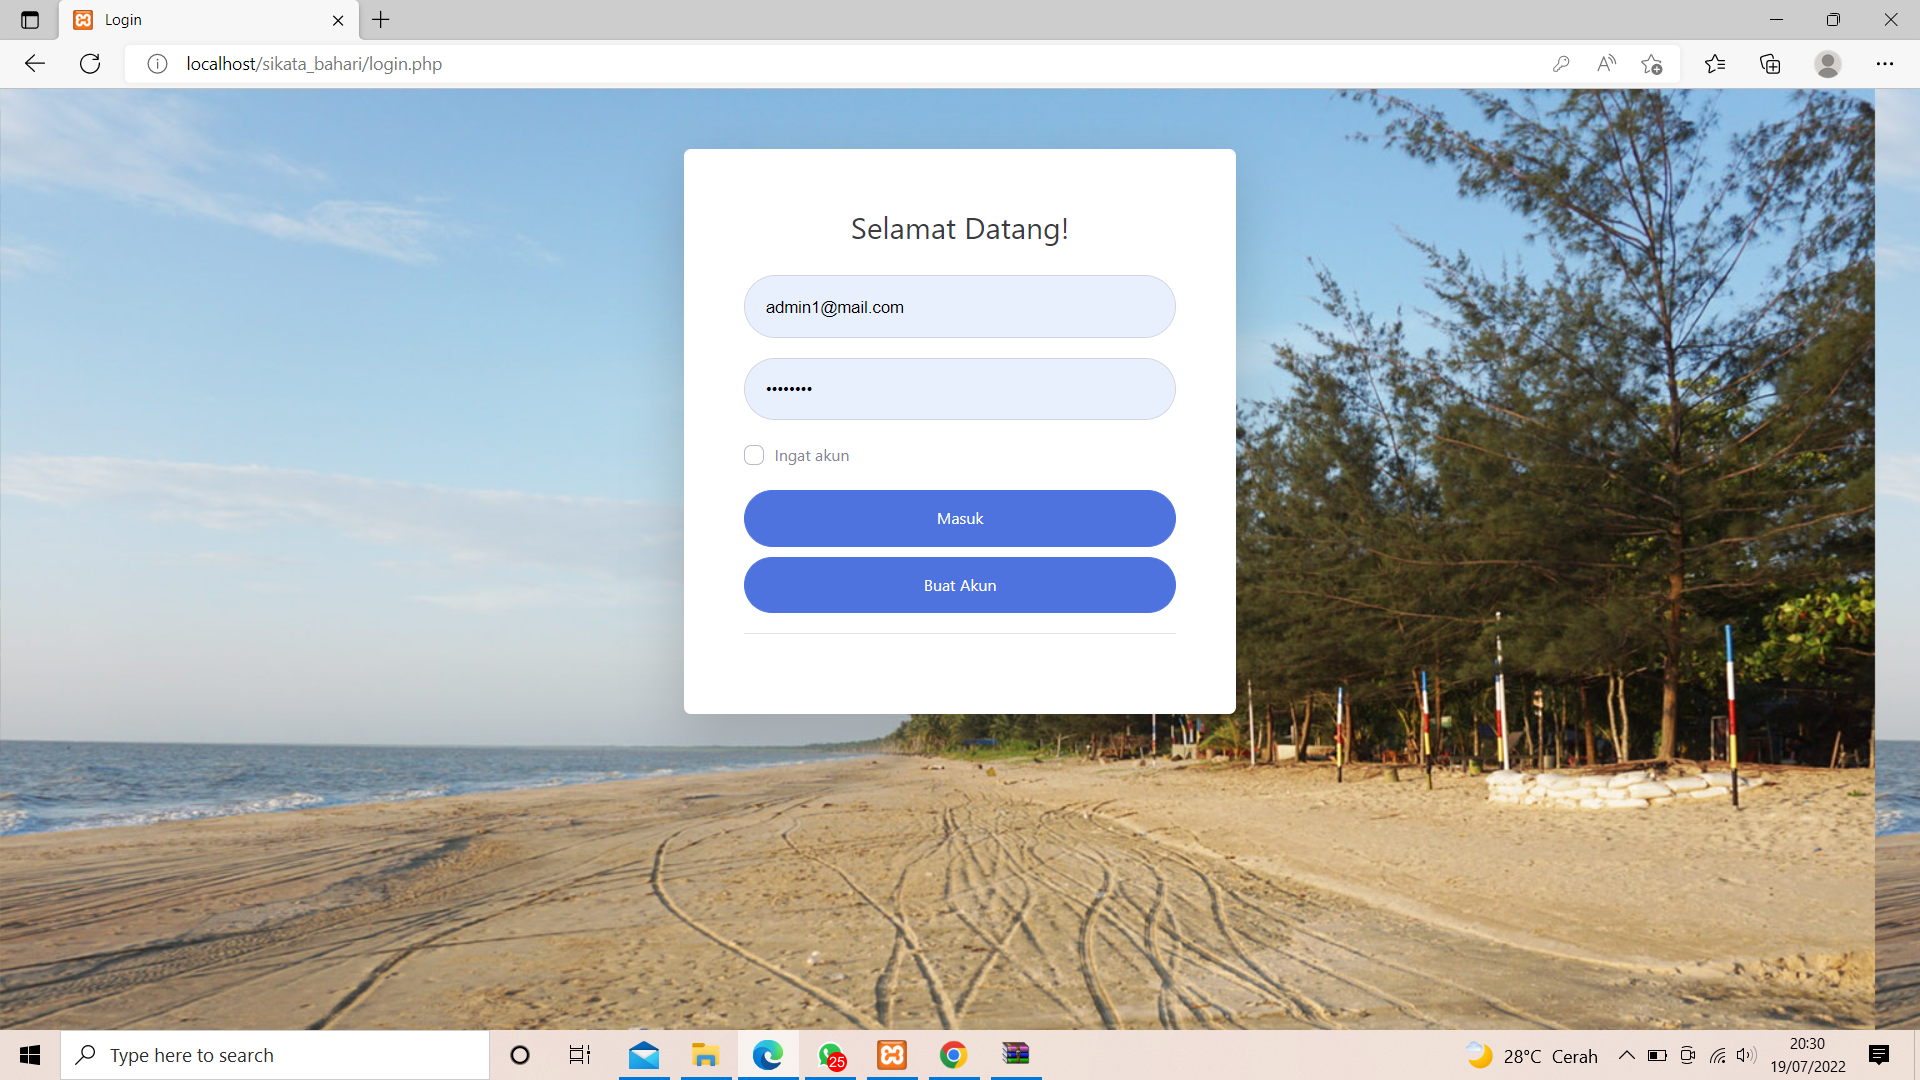 Login
localhost/sikata_bahari/login.php
Selamat Datang!
admin1@mail.com
••••••••
Ingat akun
Masuk
Buat Akun
Type here to search
25
28°C Cerah
20:30
19/07/2022